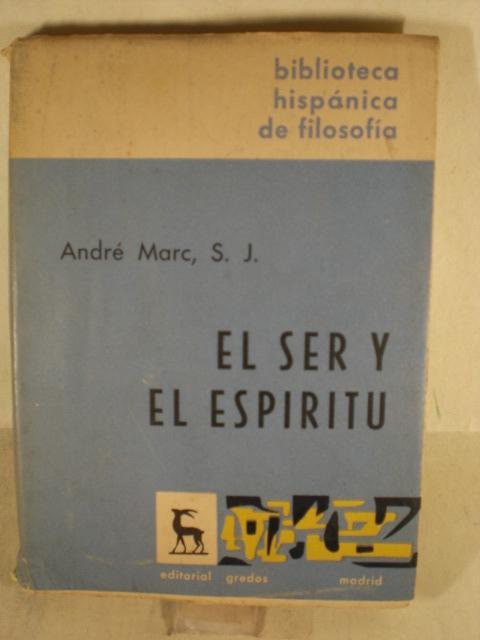 biblioteca
hispánica
de filosofía
André Marc, S. J.
EL SER Y
EL ESPIRITU
editorial gredos madrid